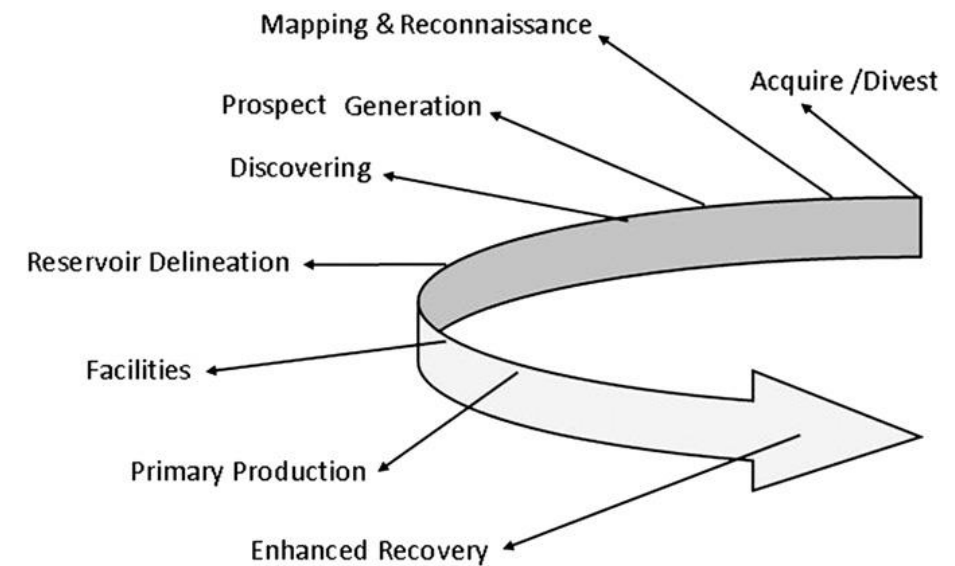 Mapping & Reconnaissance
Acquire /Divest
Prospect Generation
Discovering
Reservoir Delineation
Facilities
Primary Production
Enhanced Recovery